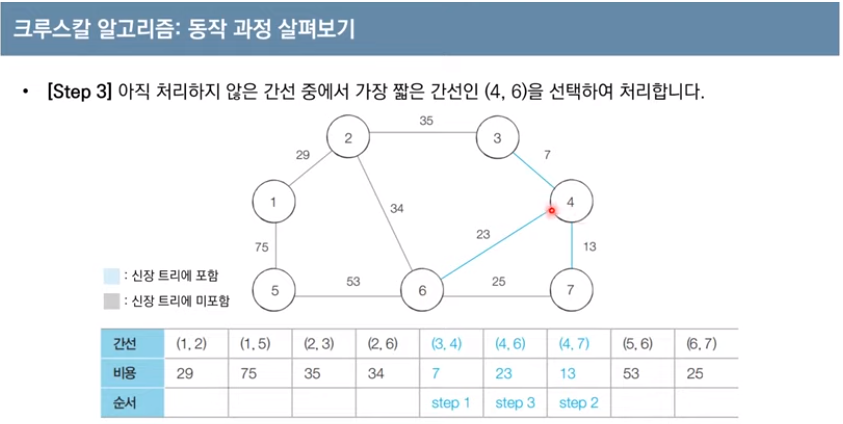 크루스칼 알고리즘: 동작 과정 살펴보기
• [Step 3] 아직 처리하지 않은 간선 중에서 가장 짧은 간선인 (4, 6)을 선택하여 처리합니다.
35
2
3
29
7
1
4
34
23
75
13
53
25
5
6
7
: 신장 트리에 포함
: 신장 트리에 미포함
간선 (1, 2) (1, 5) (2, 3) (2, 6) (3, 4) (4, 6) (4, 7) (5, 6) (6, 7)
비용 29 75 35 34 7 23 13 53 25
순서 step 1 step 3 step 2